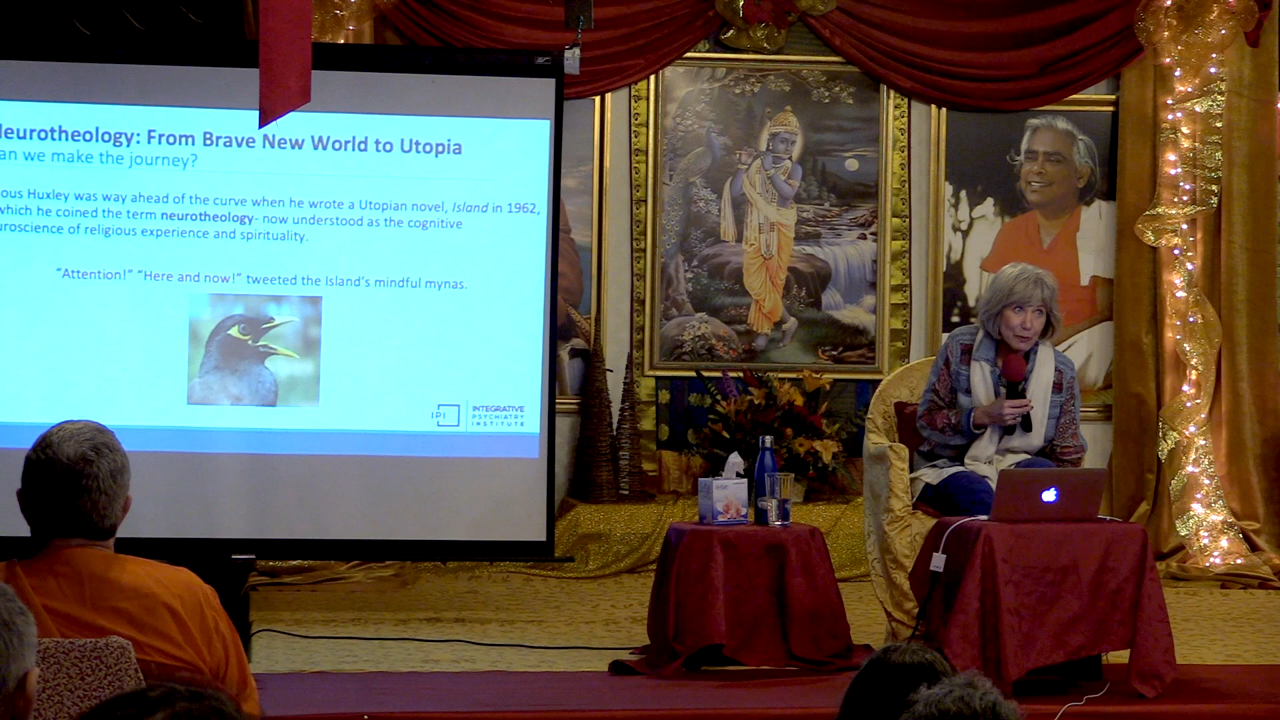 eurotheology: From Brave New World to Utopia
an we make the journey?
ous Huxley was way ahead of the curve when he wrote a Utopian novel, Island in 1962,
which he coined the term neurotheology- now understood as the cognitive
uroscience of religious experience and spirituality.
"Attention!" "Here and now!" tweeted the Island's mindful mynas.
IPI
INTEGRATIVE
PSYCHIATRY
INSTITUTE